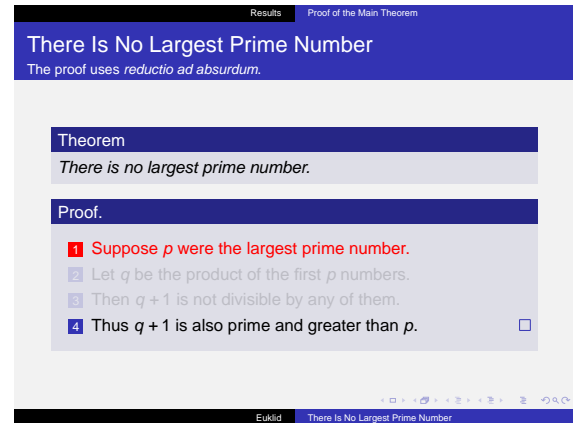 Results Proof of the Main Theorem
There Is No Largest Prime Number
The proof uses reductio ad absurdum.
Theorem
There is no largest prime number.
Proof.
1 Suppose p were the largest prime number.
2 Let q be the product of the first p numbers.
3 Then q + 1 is not divisible by any of them.
4 Thus q + 1 is also prime and greater than p. □
Euklid There Is No Largest Prime Number